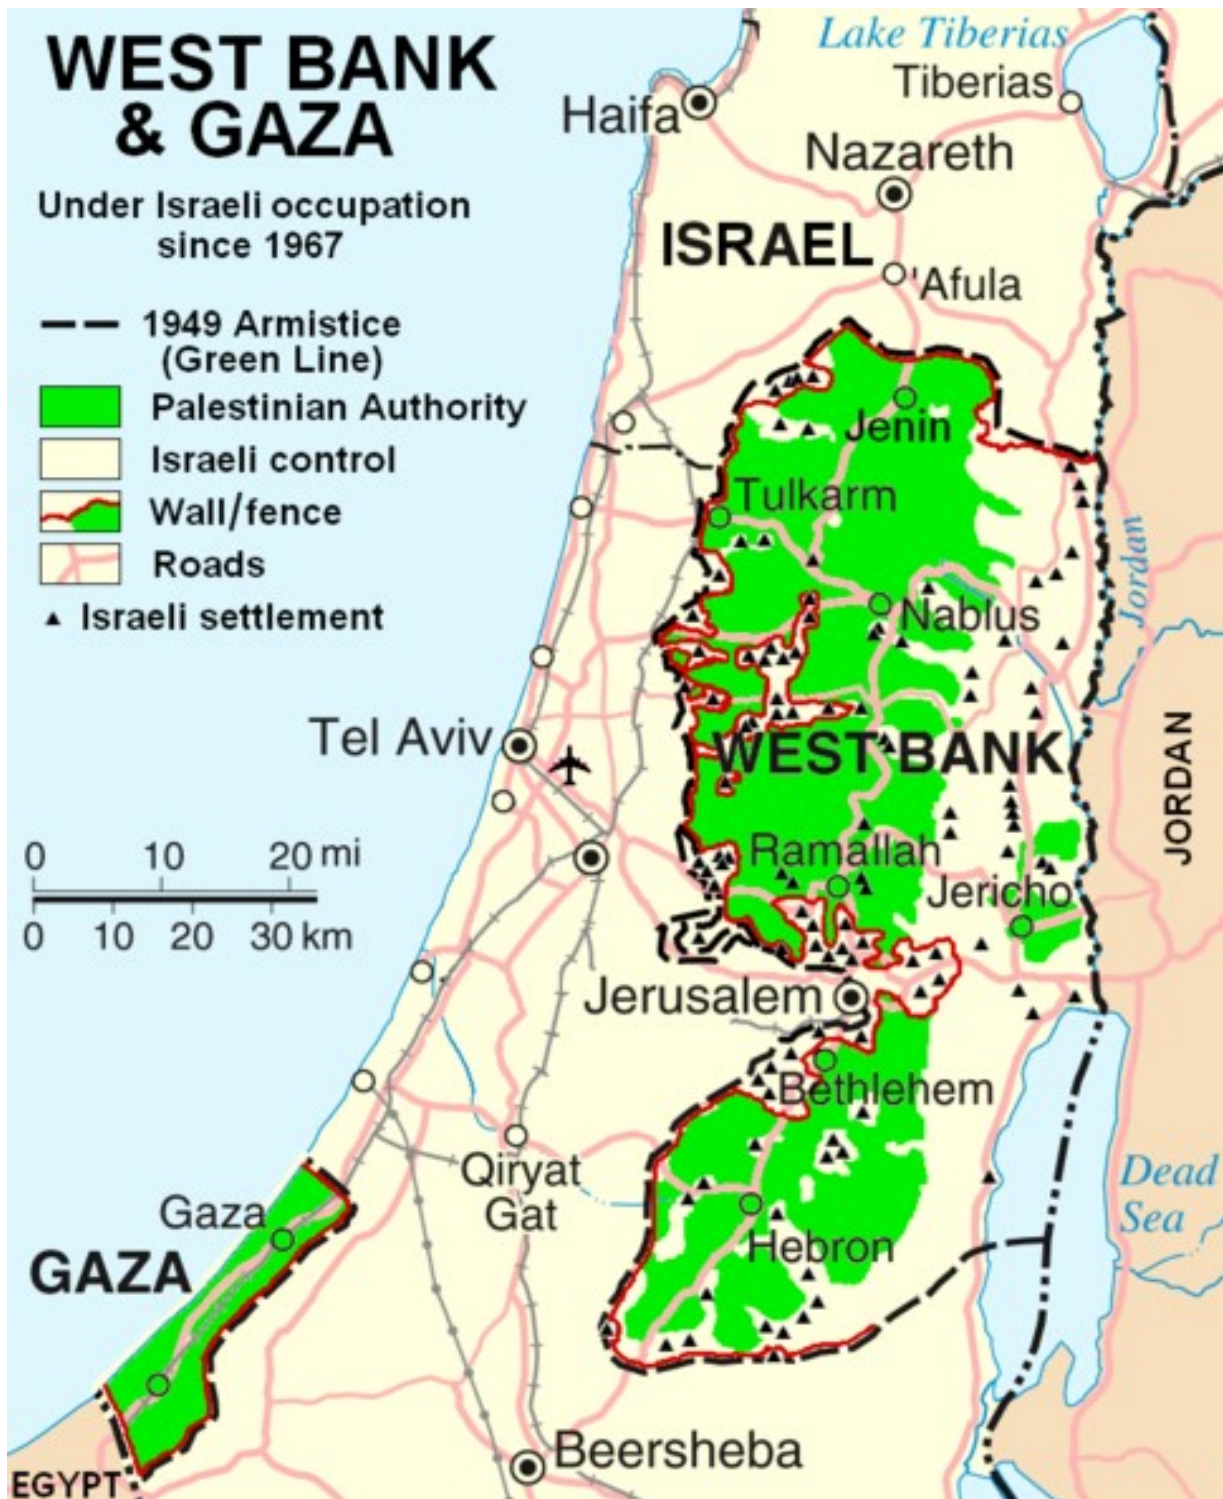 WEST BANK
& GAZA
Under Israeli occupation
since 1967
1949 Armistice
(Green Line)
Palestinian Authority
Israeli control
Wall/fence
Roads
Israeli settlement
Lake Tiberias
Tiberias
Haifa
Nazareth
ISRAEL
'Afula
Jenin
Tulkarm
Jordan
Nablus
Tel Aviv
WEST BANK
JORDAN
0 10 20 mi
0 10 20 30 km
Ramallah
Jericho
Jerusalem
Bethlehem
Qiryat
Gat
Dead
Sea
Gaza
GAZA
Hebron
Beersheba
EGYPT